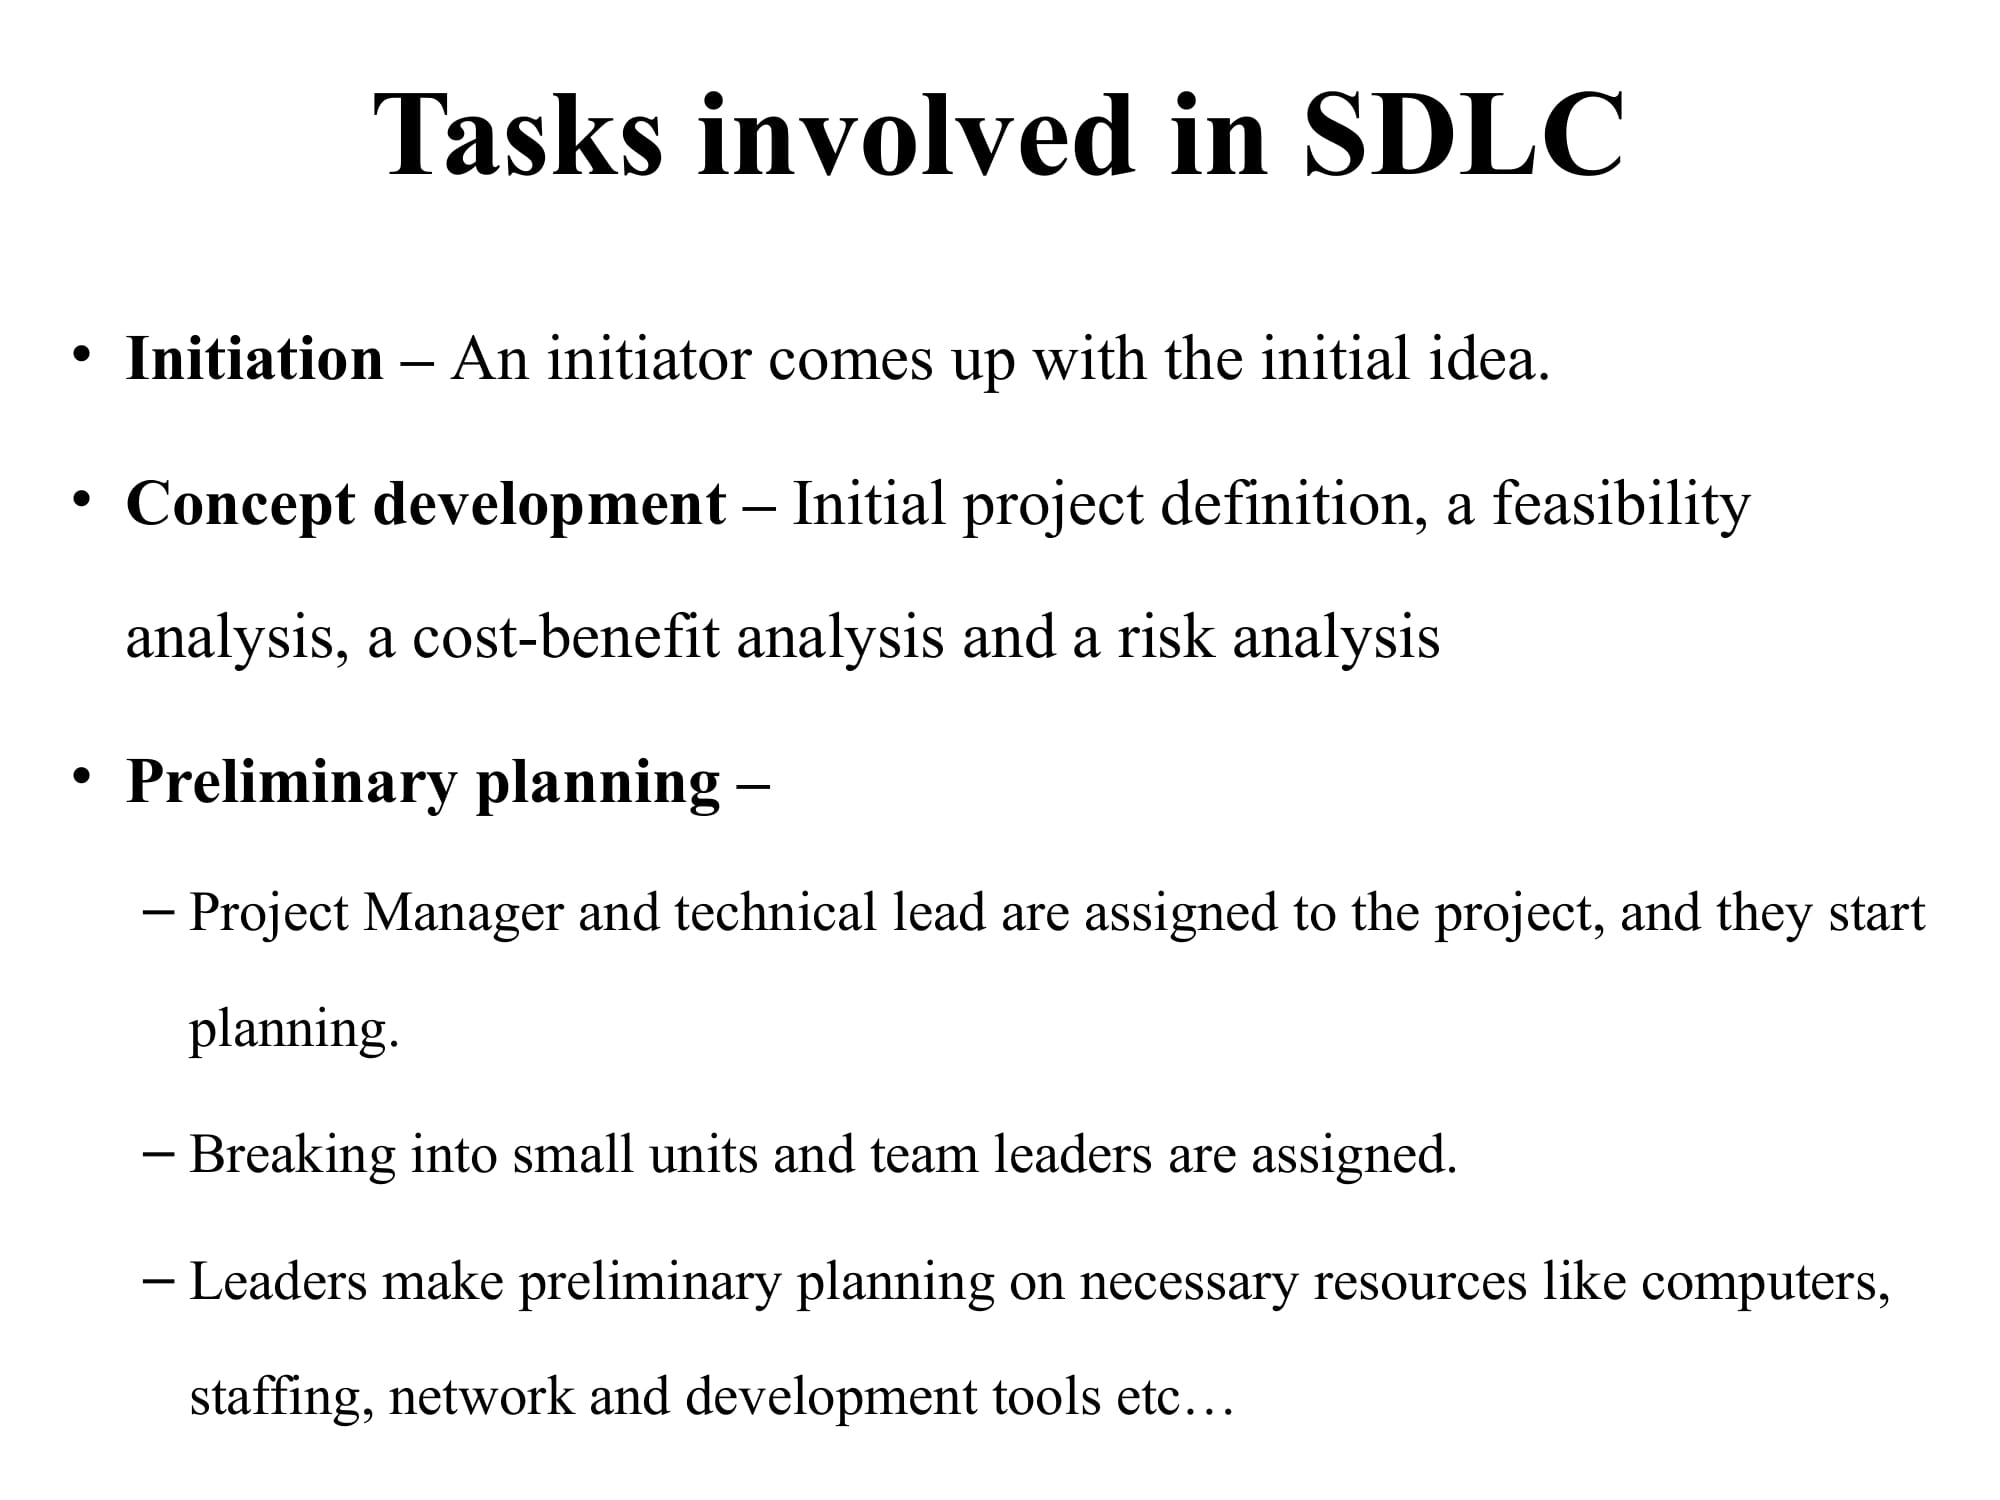 Tasks involved in SDLC
• Initiation – An initiator comes up with the initial idea.
• Concept development – Initial project definition, a feasibility
analysis, a cost-benefit analysis and a risk analysis
• Preliminary planning –
– Project Manager and technical lead are assigned to the project, and they start
planning.
– Breaking into small units and team leaders are assigned.
– Leaders make preliminary planning on necessary resources like computers,
staffing, network and development tools etc…